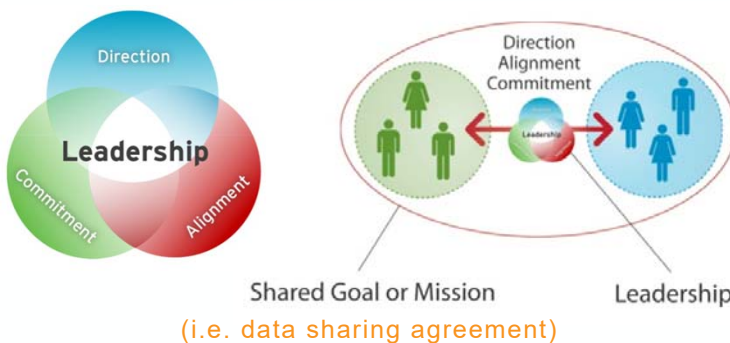 Direction
Leadership
Commitment
Alignment
Direction
Alignment
Commitment
Leadership
Shared Goal or Mission
Leadership
(i.e. data sharing agreement)